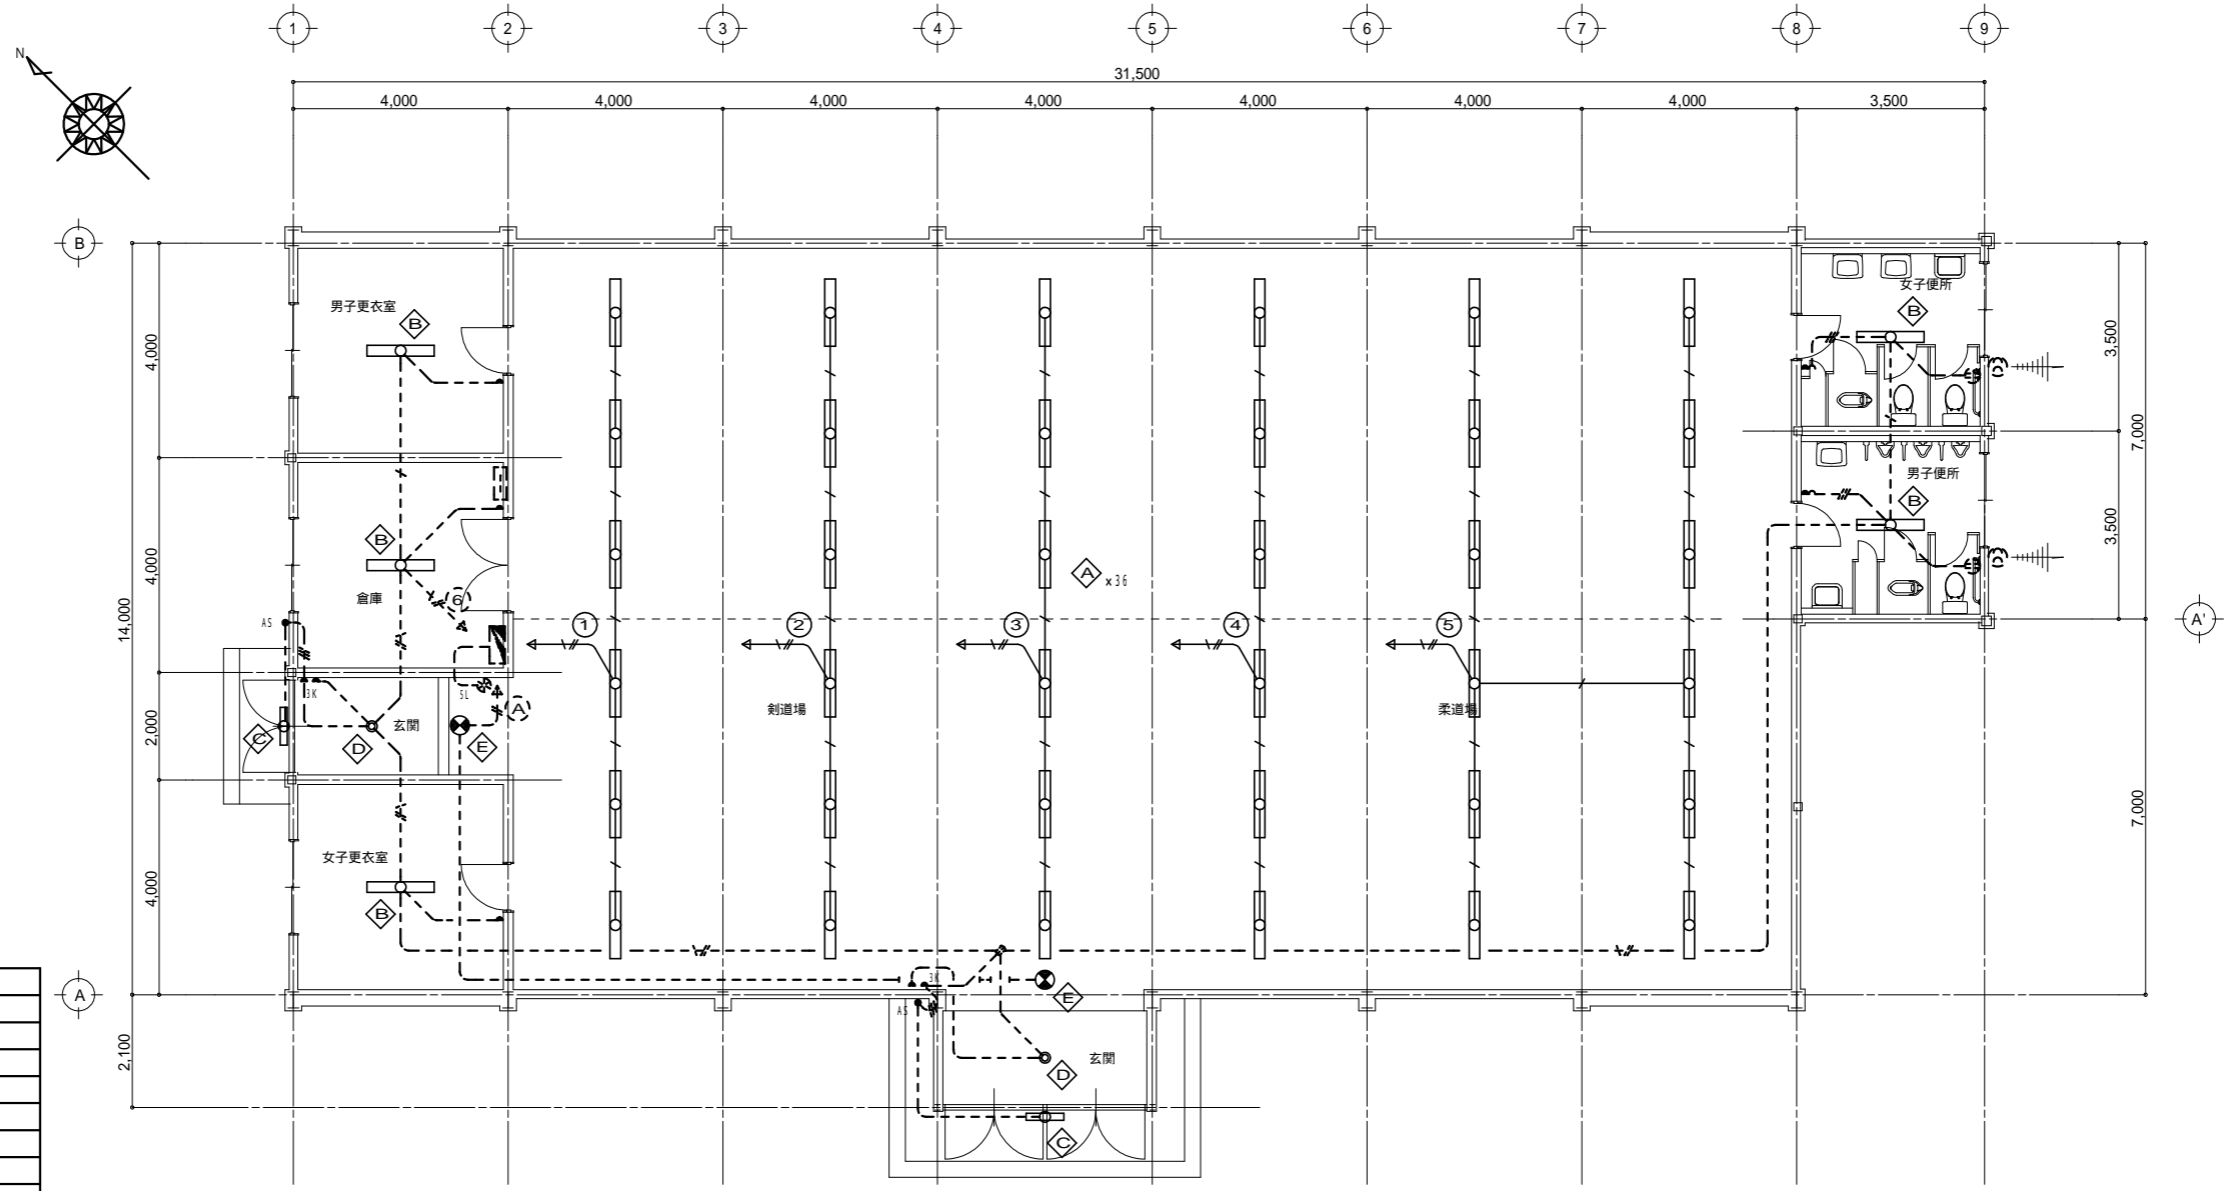 1 2 3 4 5 6 7 8 9
N
31,500
4,000 4,000 4,000 4,000 4,000 4,000 4,000 3,500
B
女子便所
男子更衣室
B
B
4,000
3,500
7,000
男子便所
B
B
3,500
4,000
A x36
倉庫
6
14,000
AS
1 2 3 4 5
A'
3K
SL
A
剣道場
柔道場
玄関
2,000
C
D
E
7,000
女子更衣室
4,000
B
3K
A
E
AS
2,100
玄関
D
C